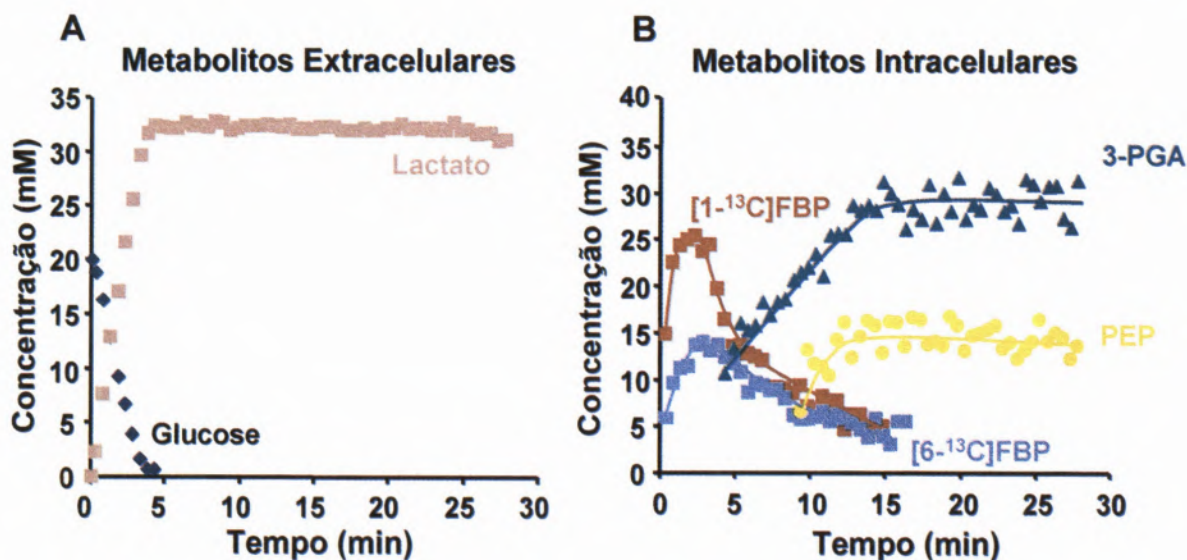 A
Metabolitos Extracelulares
Concentração (mM)
35
30
25
20
15
10
5
0
Lactato
Glucose
0 5 10 15 20 25 30
Tempo (min)
B
Metabolitos Intracelulares
Concentração (mM)
40
35
30
25
20
15
10
5
0
3-PGA
[1-¹³C]FBP
PEP
[6-¹³C]FBP
0 5 10 15 20 25 30
Tempo (min)